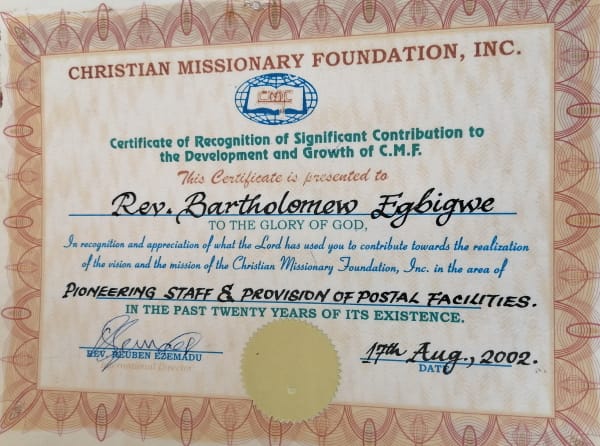 CHRISTIAN MISSIONARY FOUNDATION, INC.
Certificate of Recognition of Significant Contribution to
the Development and Growth of C.M.F.
This Certificate is presented to
Rev. Bartholomew Egbigwe
TO THE GLORY OF GOD,
In recognition and appreciation of what the Lord has used you to contribute towards the realization
of the vision and the mission of the Christian Missionary Foundation, Inc. in the area of
PIONEERING STAFF & PROVISION OF POSTAL FACILITIES.
IN THE PAST TWENTY YEARS OF ITS EXISTENCE.
17th Aug., 2002.
REV. REUBEN EZEMADU
DATE
International Director